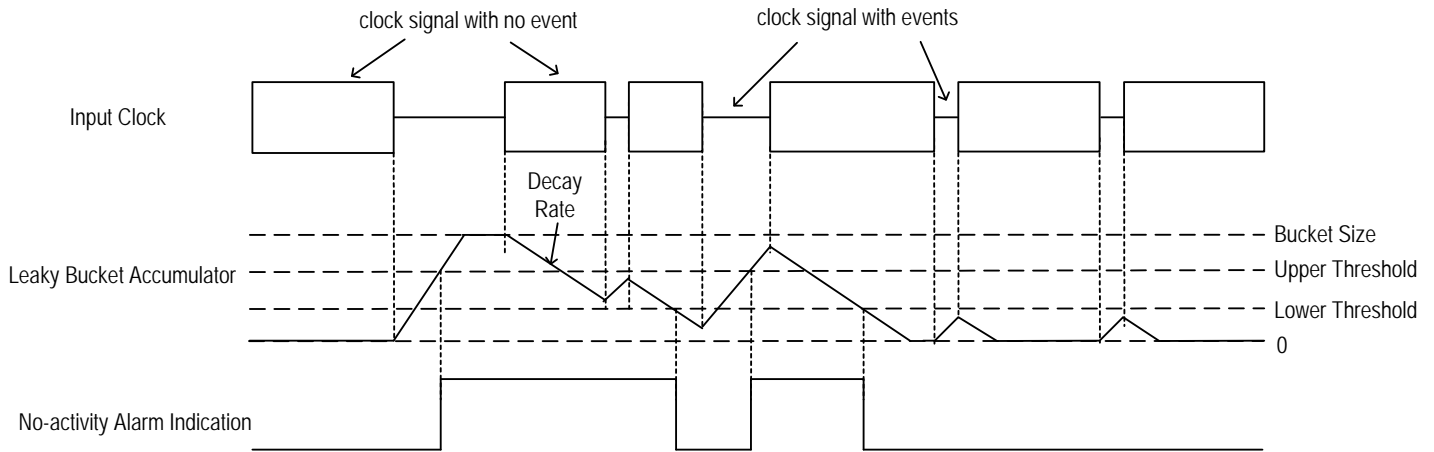 clock signal with no event
clock signal with events
Input Clock
Decay
Rate
Bucket Size
Leaky Bucket Accumulator
Upper Threshold
Lower Threshold
0
No-activity Alarm Indication